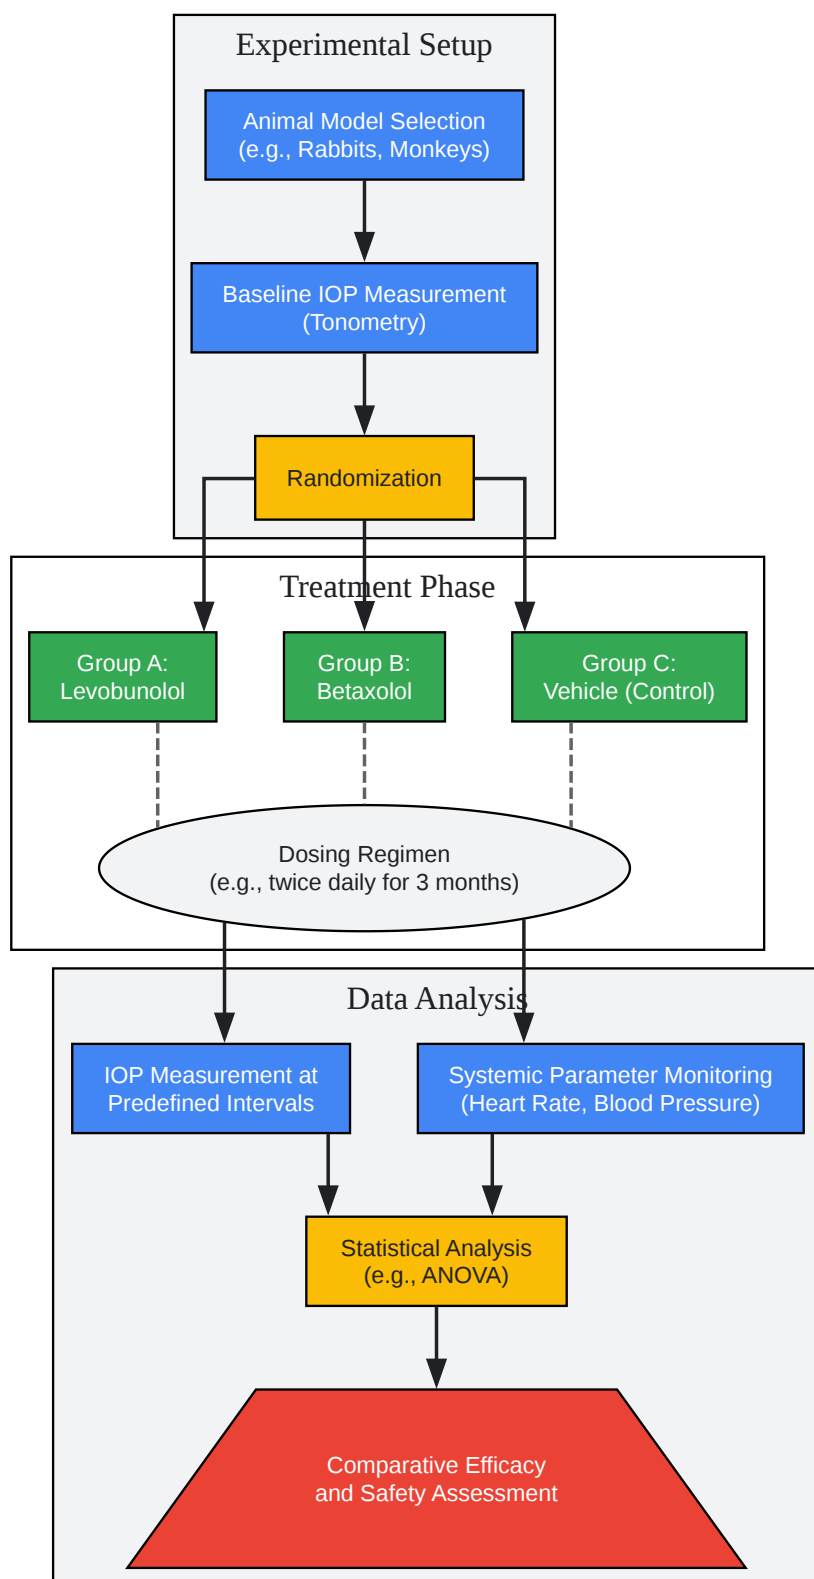 Experimental Setup
Animal Model Selection
(e.g., Rabbits, Monkeys)
Baseline IOP Measurement
(Tonometry)
Randomization
Treatment Phase
Group A:
Levobunolol
Group B:
Betaxolol
Group C:
Vehicle (Control)
Dosing Regimen
(e.g., twice daily for 3 months)
Data Analysis
IOP Measurement at
Predefined Intervals
Systemic Parameter Monitoring
(Heart Rate, Blood Pressure)
Statistical Analysis
(e.g., ANOVA)
Comparative Efficacy
and Safety Assessment